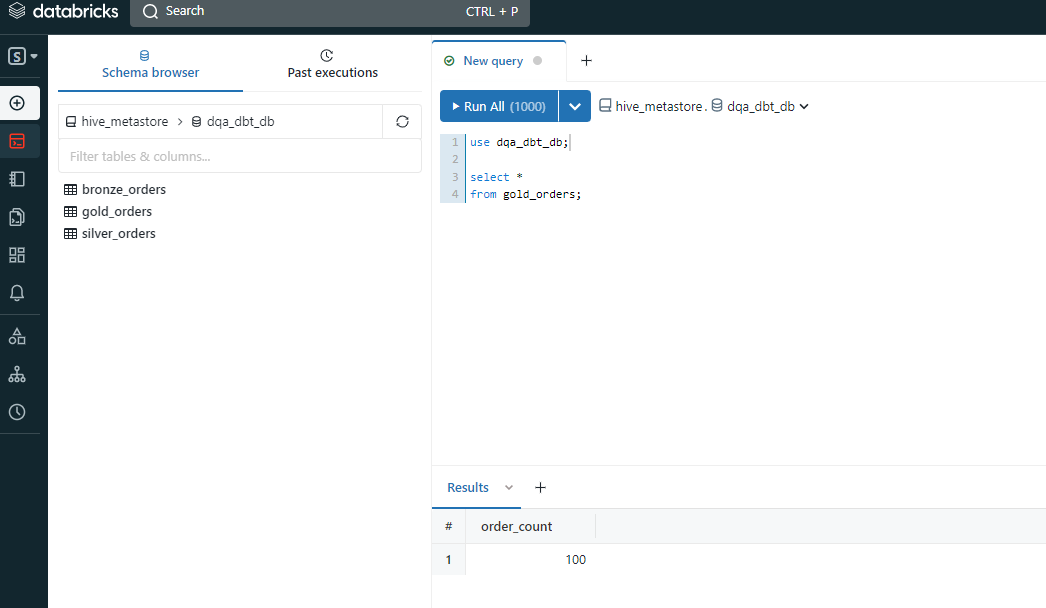 databricks
Search CTRL + P
S
Schema browser
Past executions
hive_metastore > dqa_dbt_db
Filter tables & columns...
bronze_orders
gold_orders
silver_orders
New query
+
Run All (1000)
hive_metastore. dqa_dbt_db
1 use dqa_dbt_db;
2
3 select *
4 from gold_orders;
Results +
# order_count
1 100